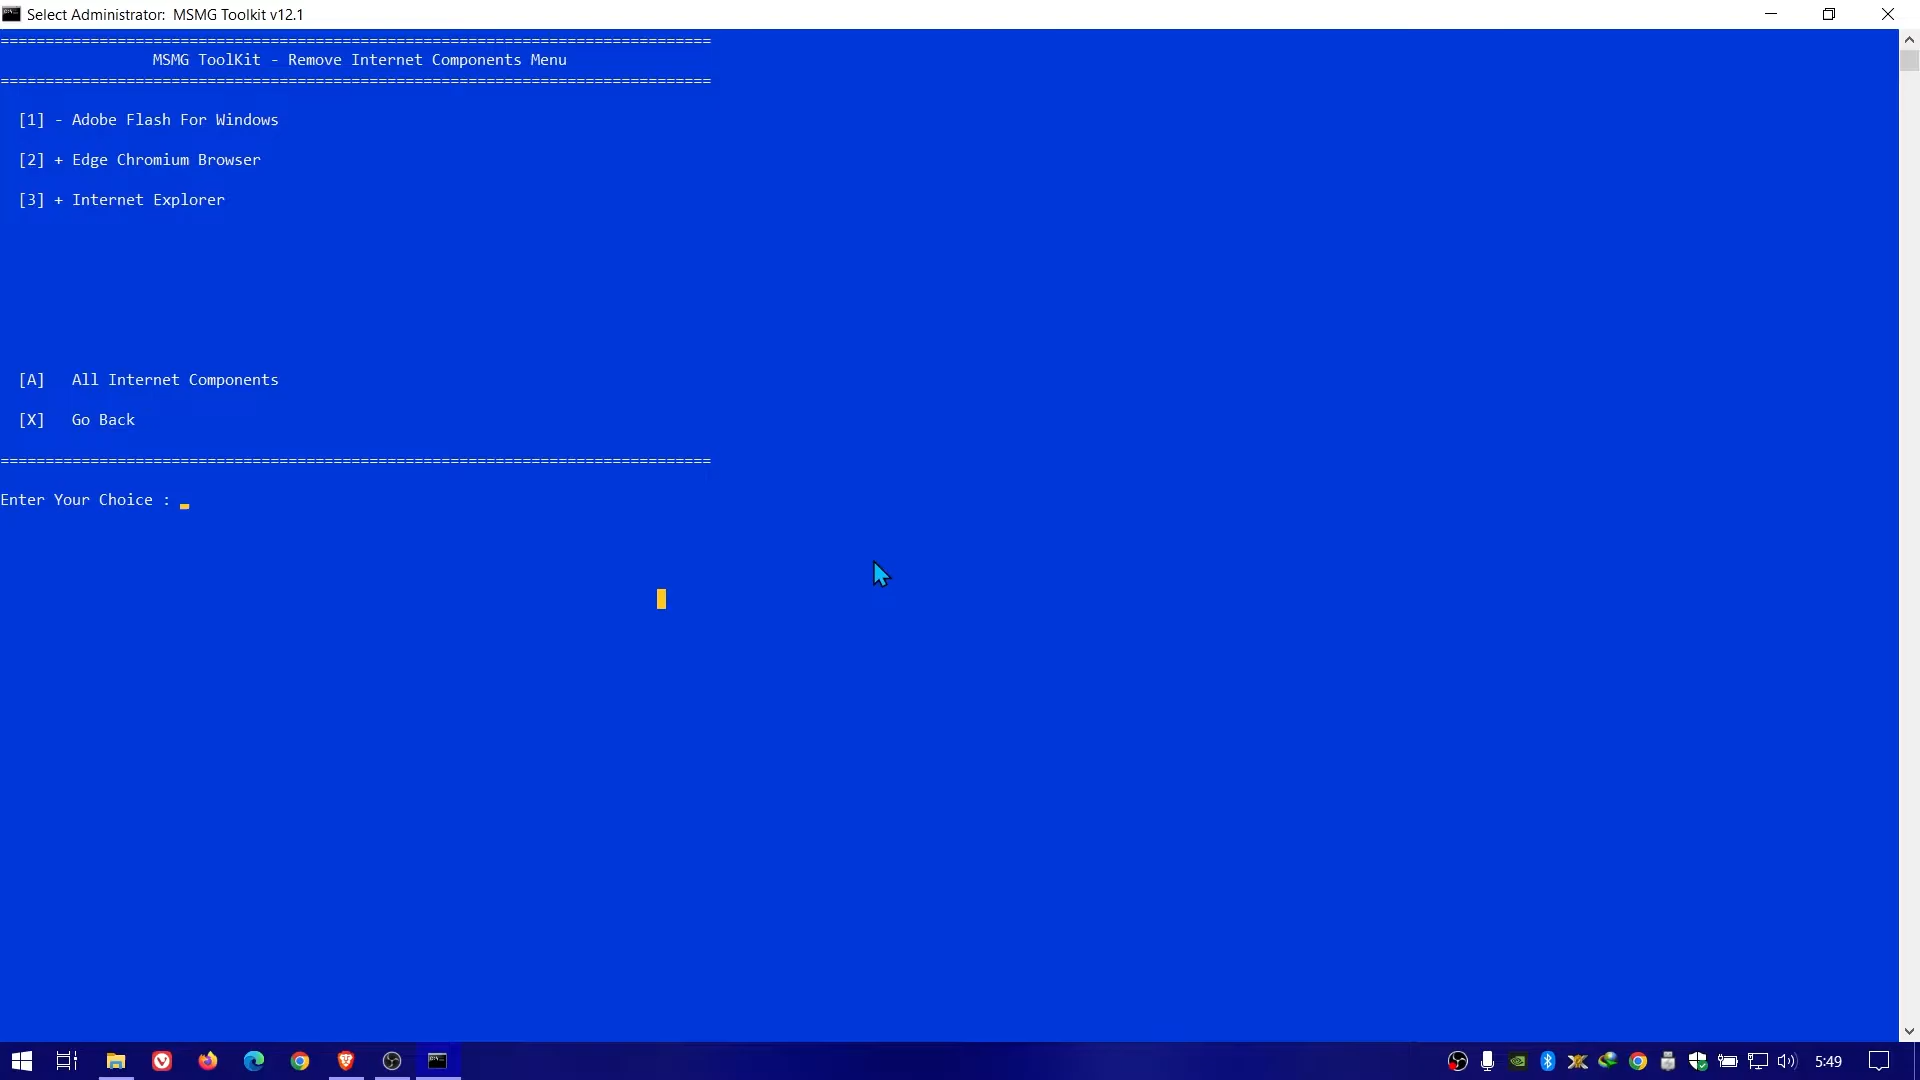 Select Administrator:  MSMG Toolkit v12.1
===============================================================================
MSMG ToolKit - Remove Internet Components Menu
===============================================================================
[1] - Adobe Flash For Windows
[2] + Edge Chromium Browser
[3] + Internet Explorer
[A]   All Internet Components
[X]   Go Back
===============================================================================
Enter Your Choice :
5:49